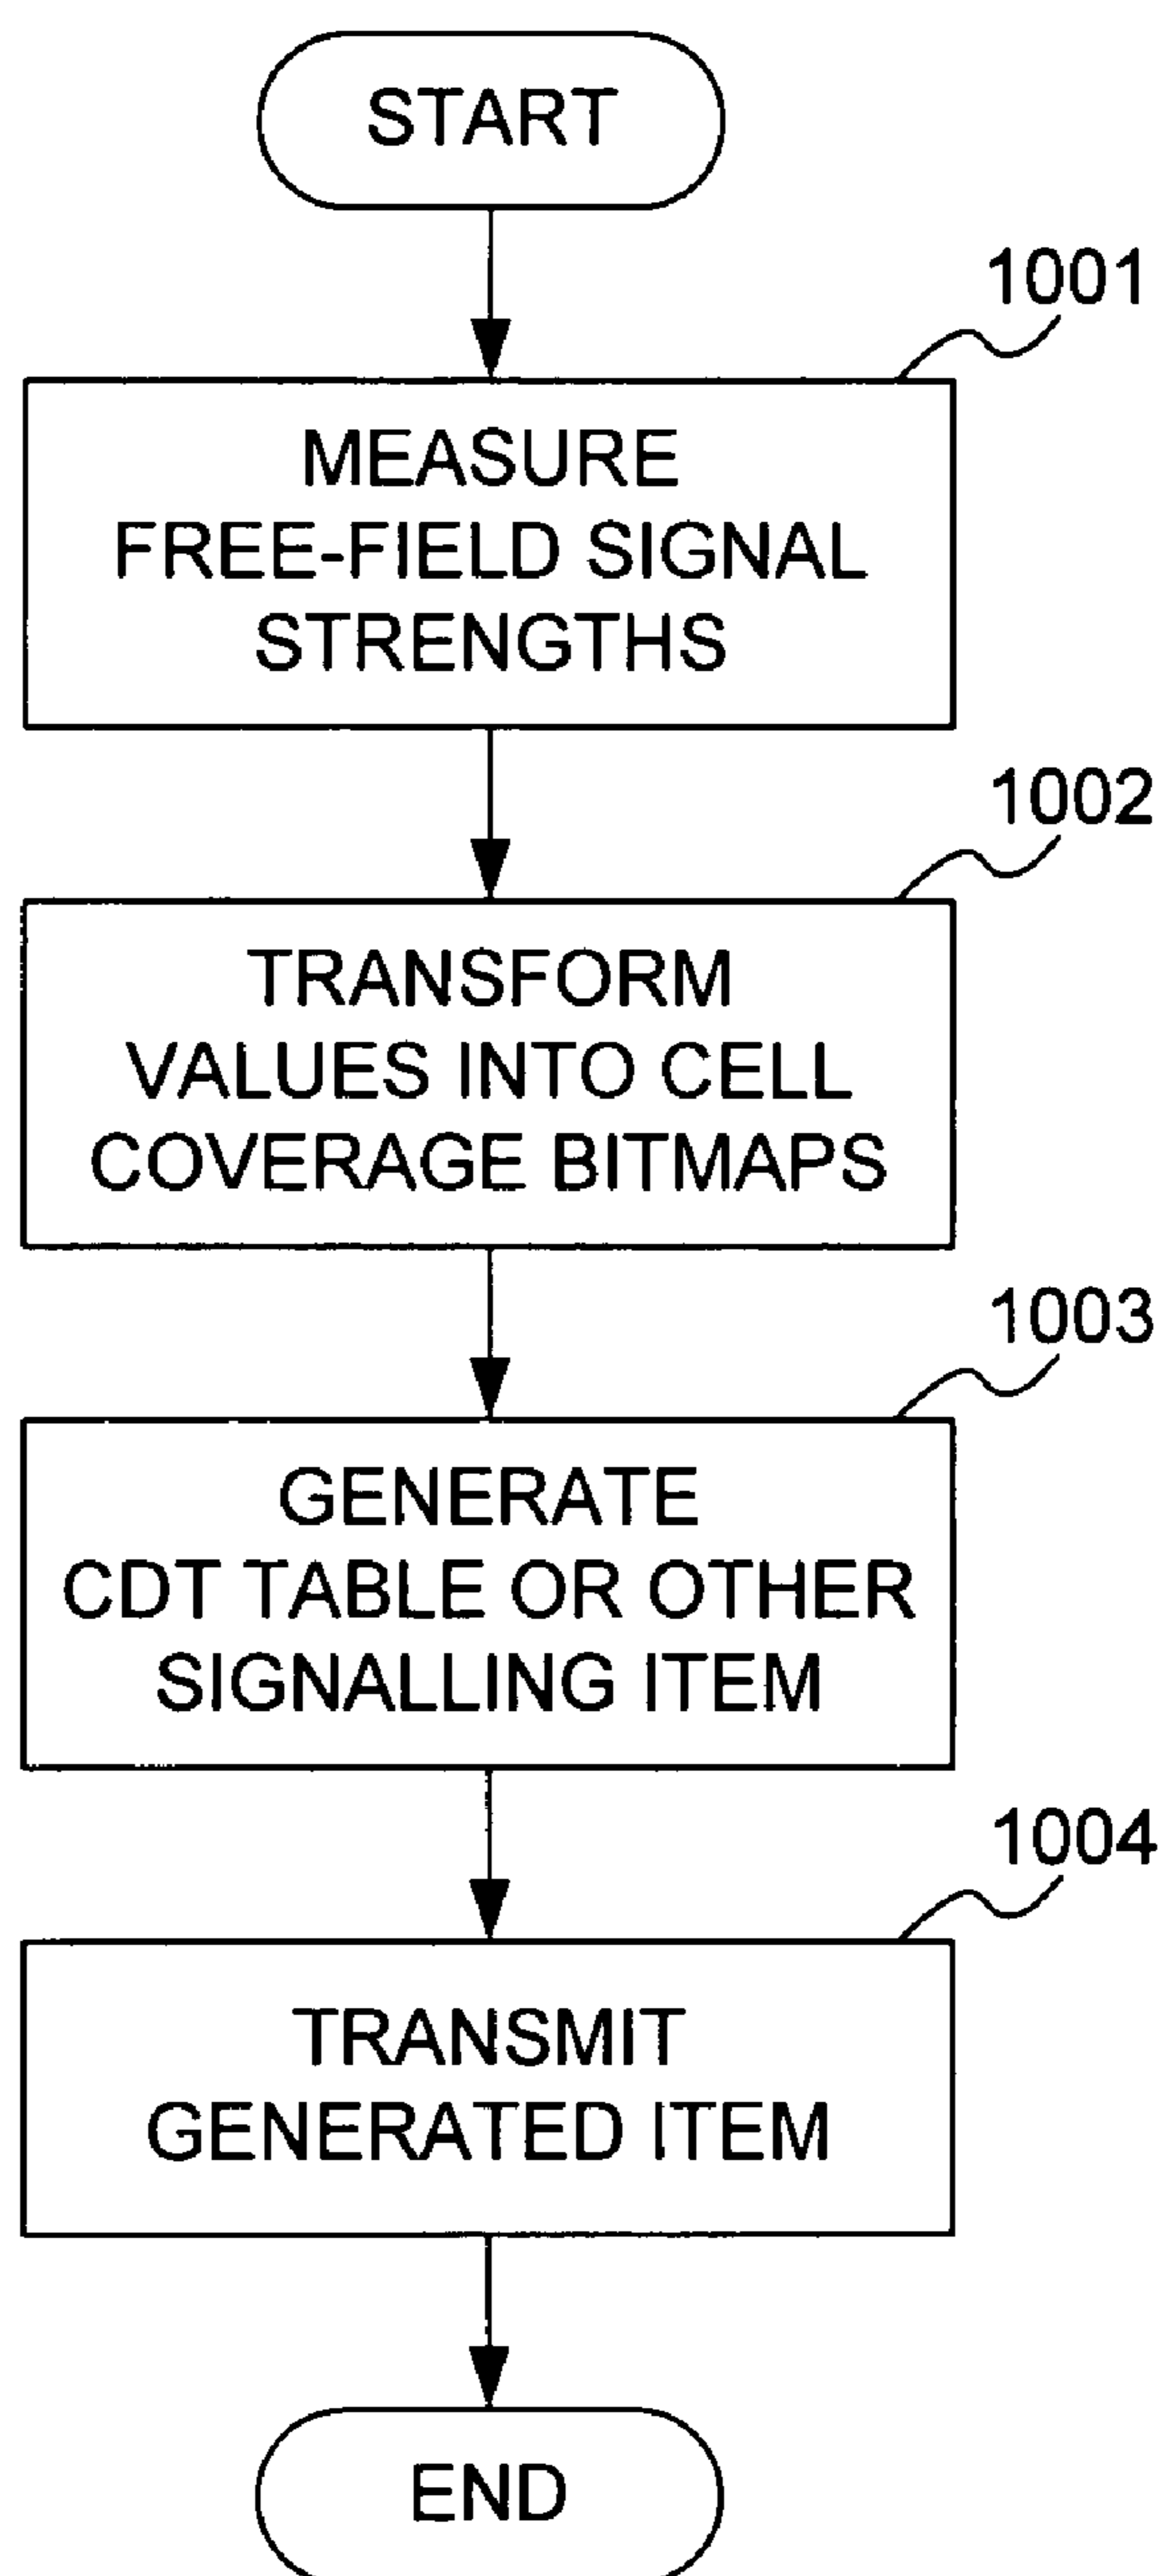 START
1001
MEASURE
FREE-FIELD SIGNAL
STRENGTHS
1002
TRANSFORM
VALUES INTO CELL
COVERAGE BITMAPS
1003
GENERATE
CDT TABLE OR OTHER
SIGNALLING ITEM
1004
TRANSMIT
GENERATED ITEM
END